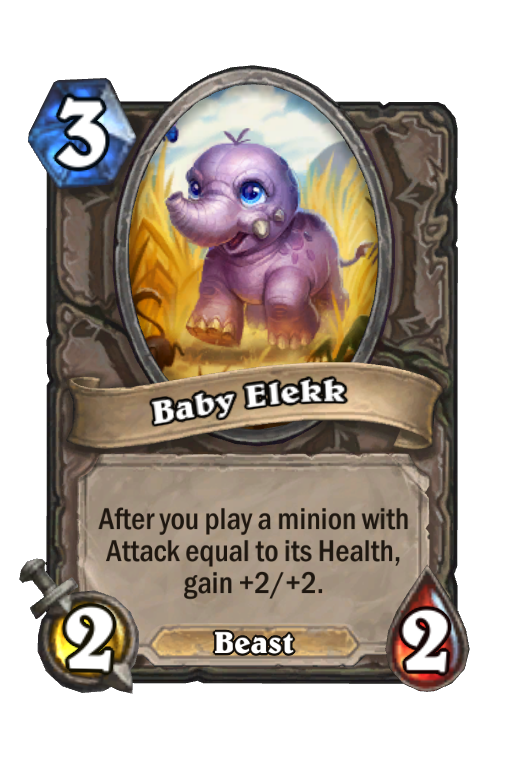 3
Baby Elekk
After you play a minion with
Attack equal to its Health,
gain +2/+2.
2
Beast
2